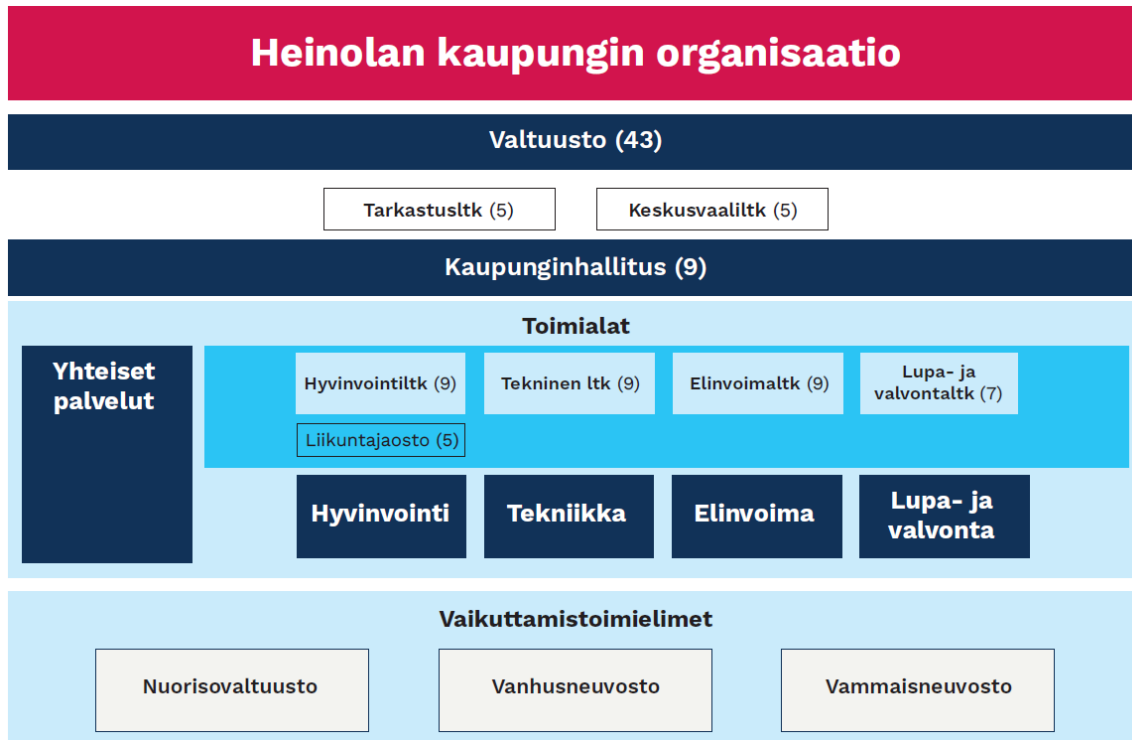 Heinolan kaupungin organisaatio
Valtuusto (43)
Tarkastusltk (5)
Keskusvaaliltk (5)
Kaupunginhallitus (9)
Toimialat
Yhteiset
palvelut
Hyvinvointiltk (9)
Tekninen ltk (9)
Elinvoimaltk (9)
Lupa- ja
valvontaltk (7)
Liikuntajaosto (5)
Hyvinvointi
Tekniikka
Elinvoima
Lupa- ja
valvonta
Vaikuttamistoimielimet
Nuorisovaltuusto
Vanhusneuvosto
Vammaisneuvosto